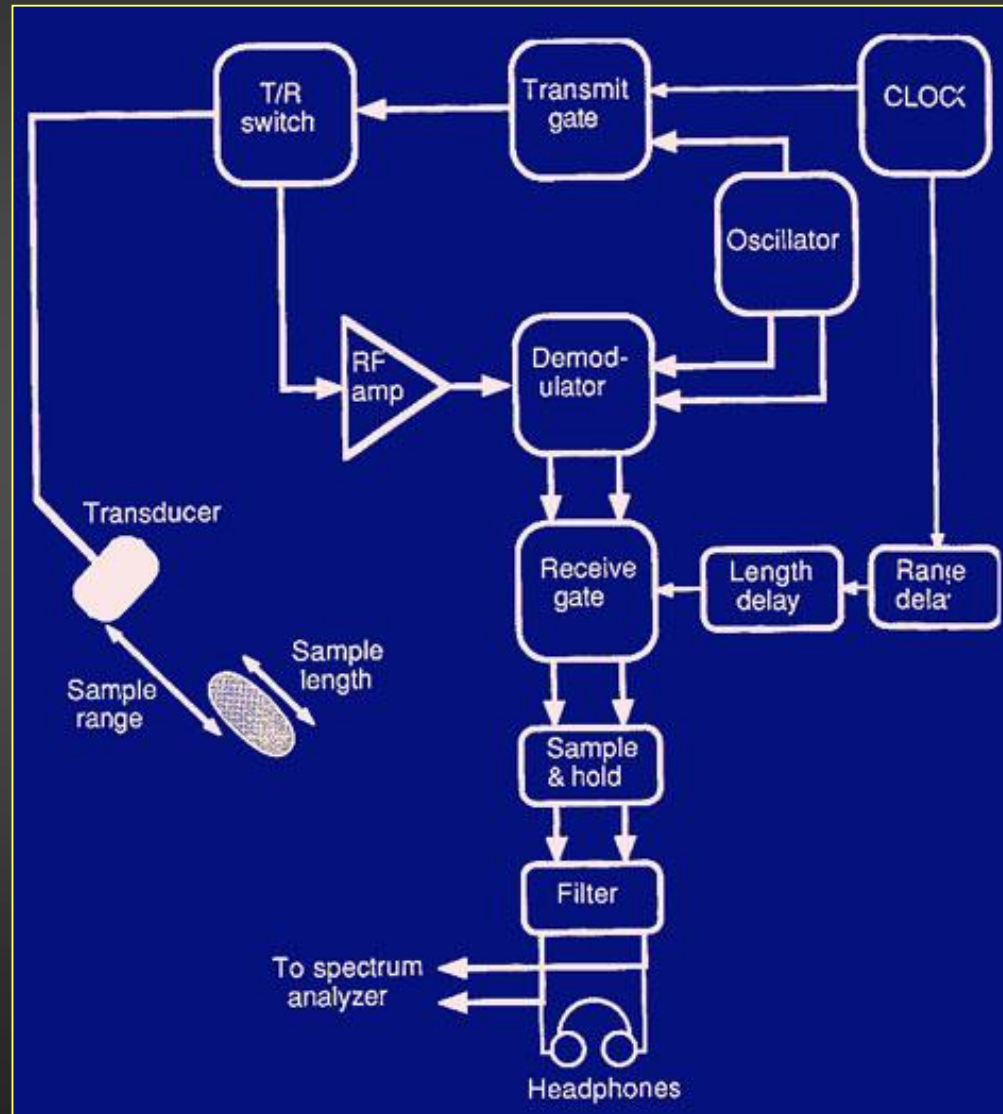 T/R
switch
Transmit
gate
CLOCK
Oscillator
RF
amp
Demod-
ulator
Transducer
Receive
gate
Length
delay
Range
delay
Sample
length
Sample
range
Sample
& hold
Filter
To spectrum
analyzer
Headphones